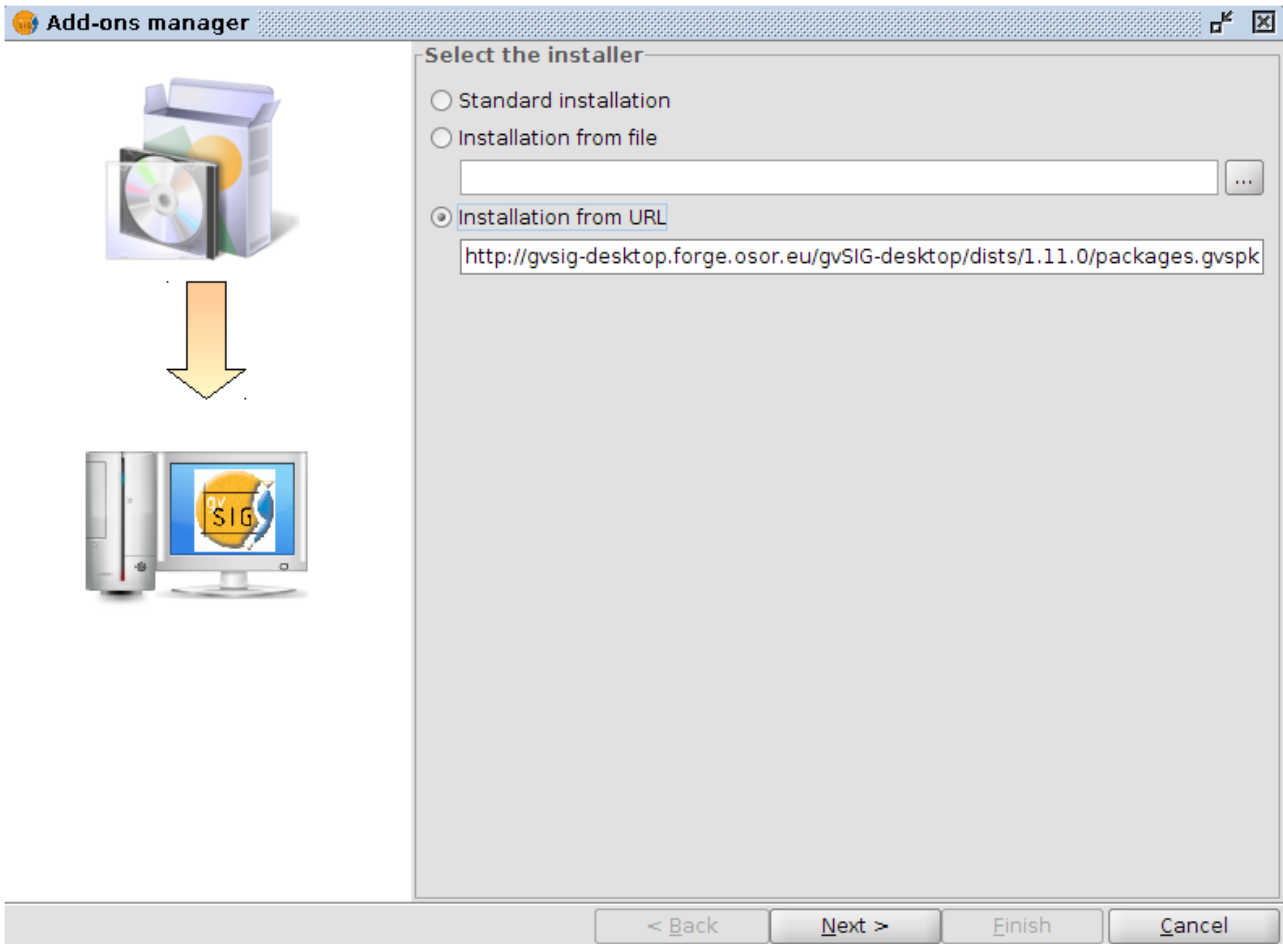 Add-ons manager
Select the installer
Standard installation
Installation from file
...
Installation from URL
http://gvsig-desktop.forge.osor.eu/gvSIG-desktop/dists/1.11.0/packages.gvspk
gv
SIG
< Back
Next >
Finish
Cancel